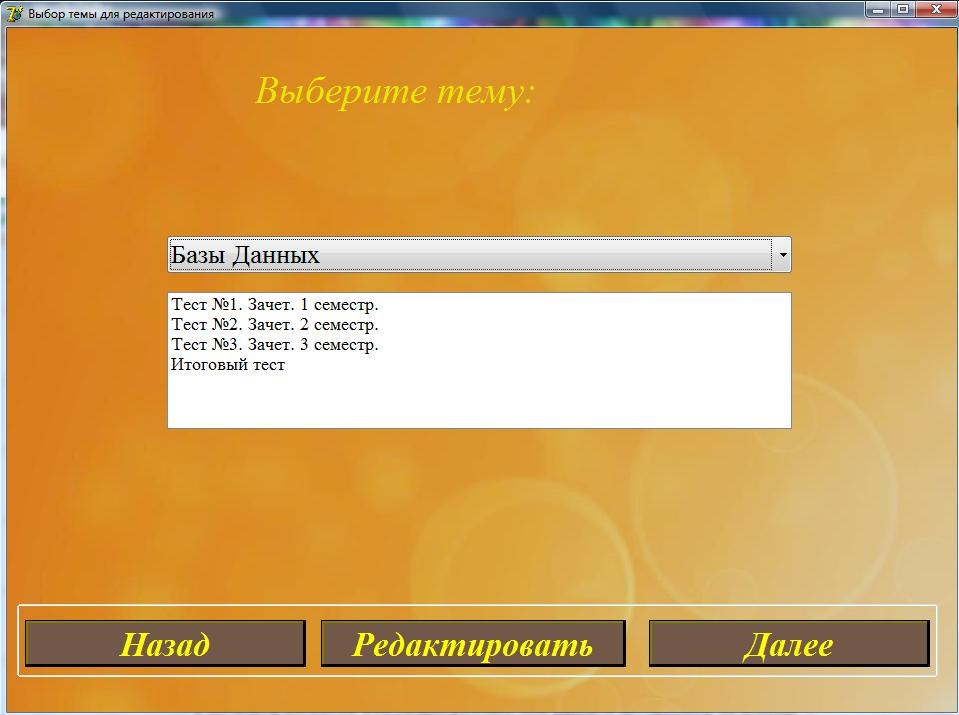 Выбор темы для редактирования
Выберите тему:
Базы Данных
Тест №1. Зачет. 1 семестр.
Тест №2. Зачет. 2 семестр.
Тест №3. Зачет. 3 семестр.
Итоговый тест
Назад Редактировать Далее